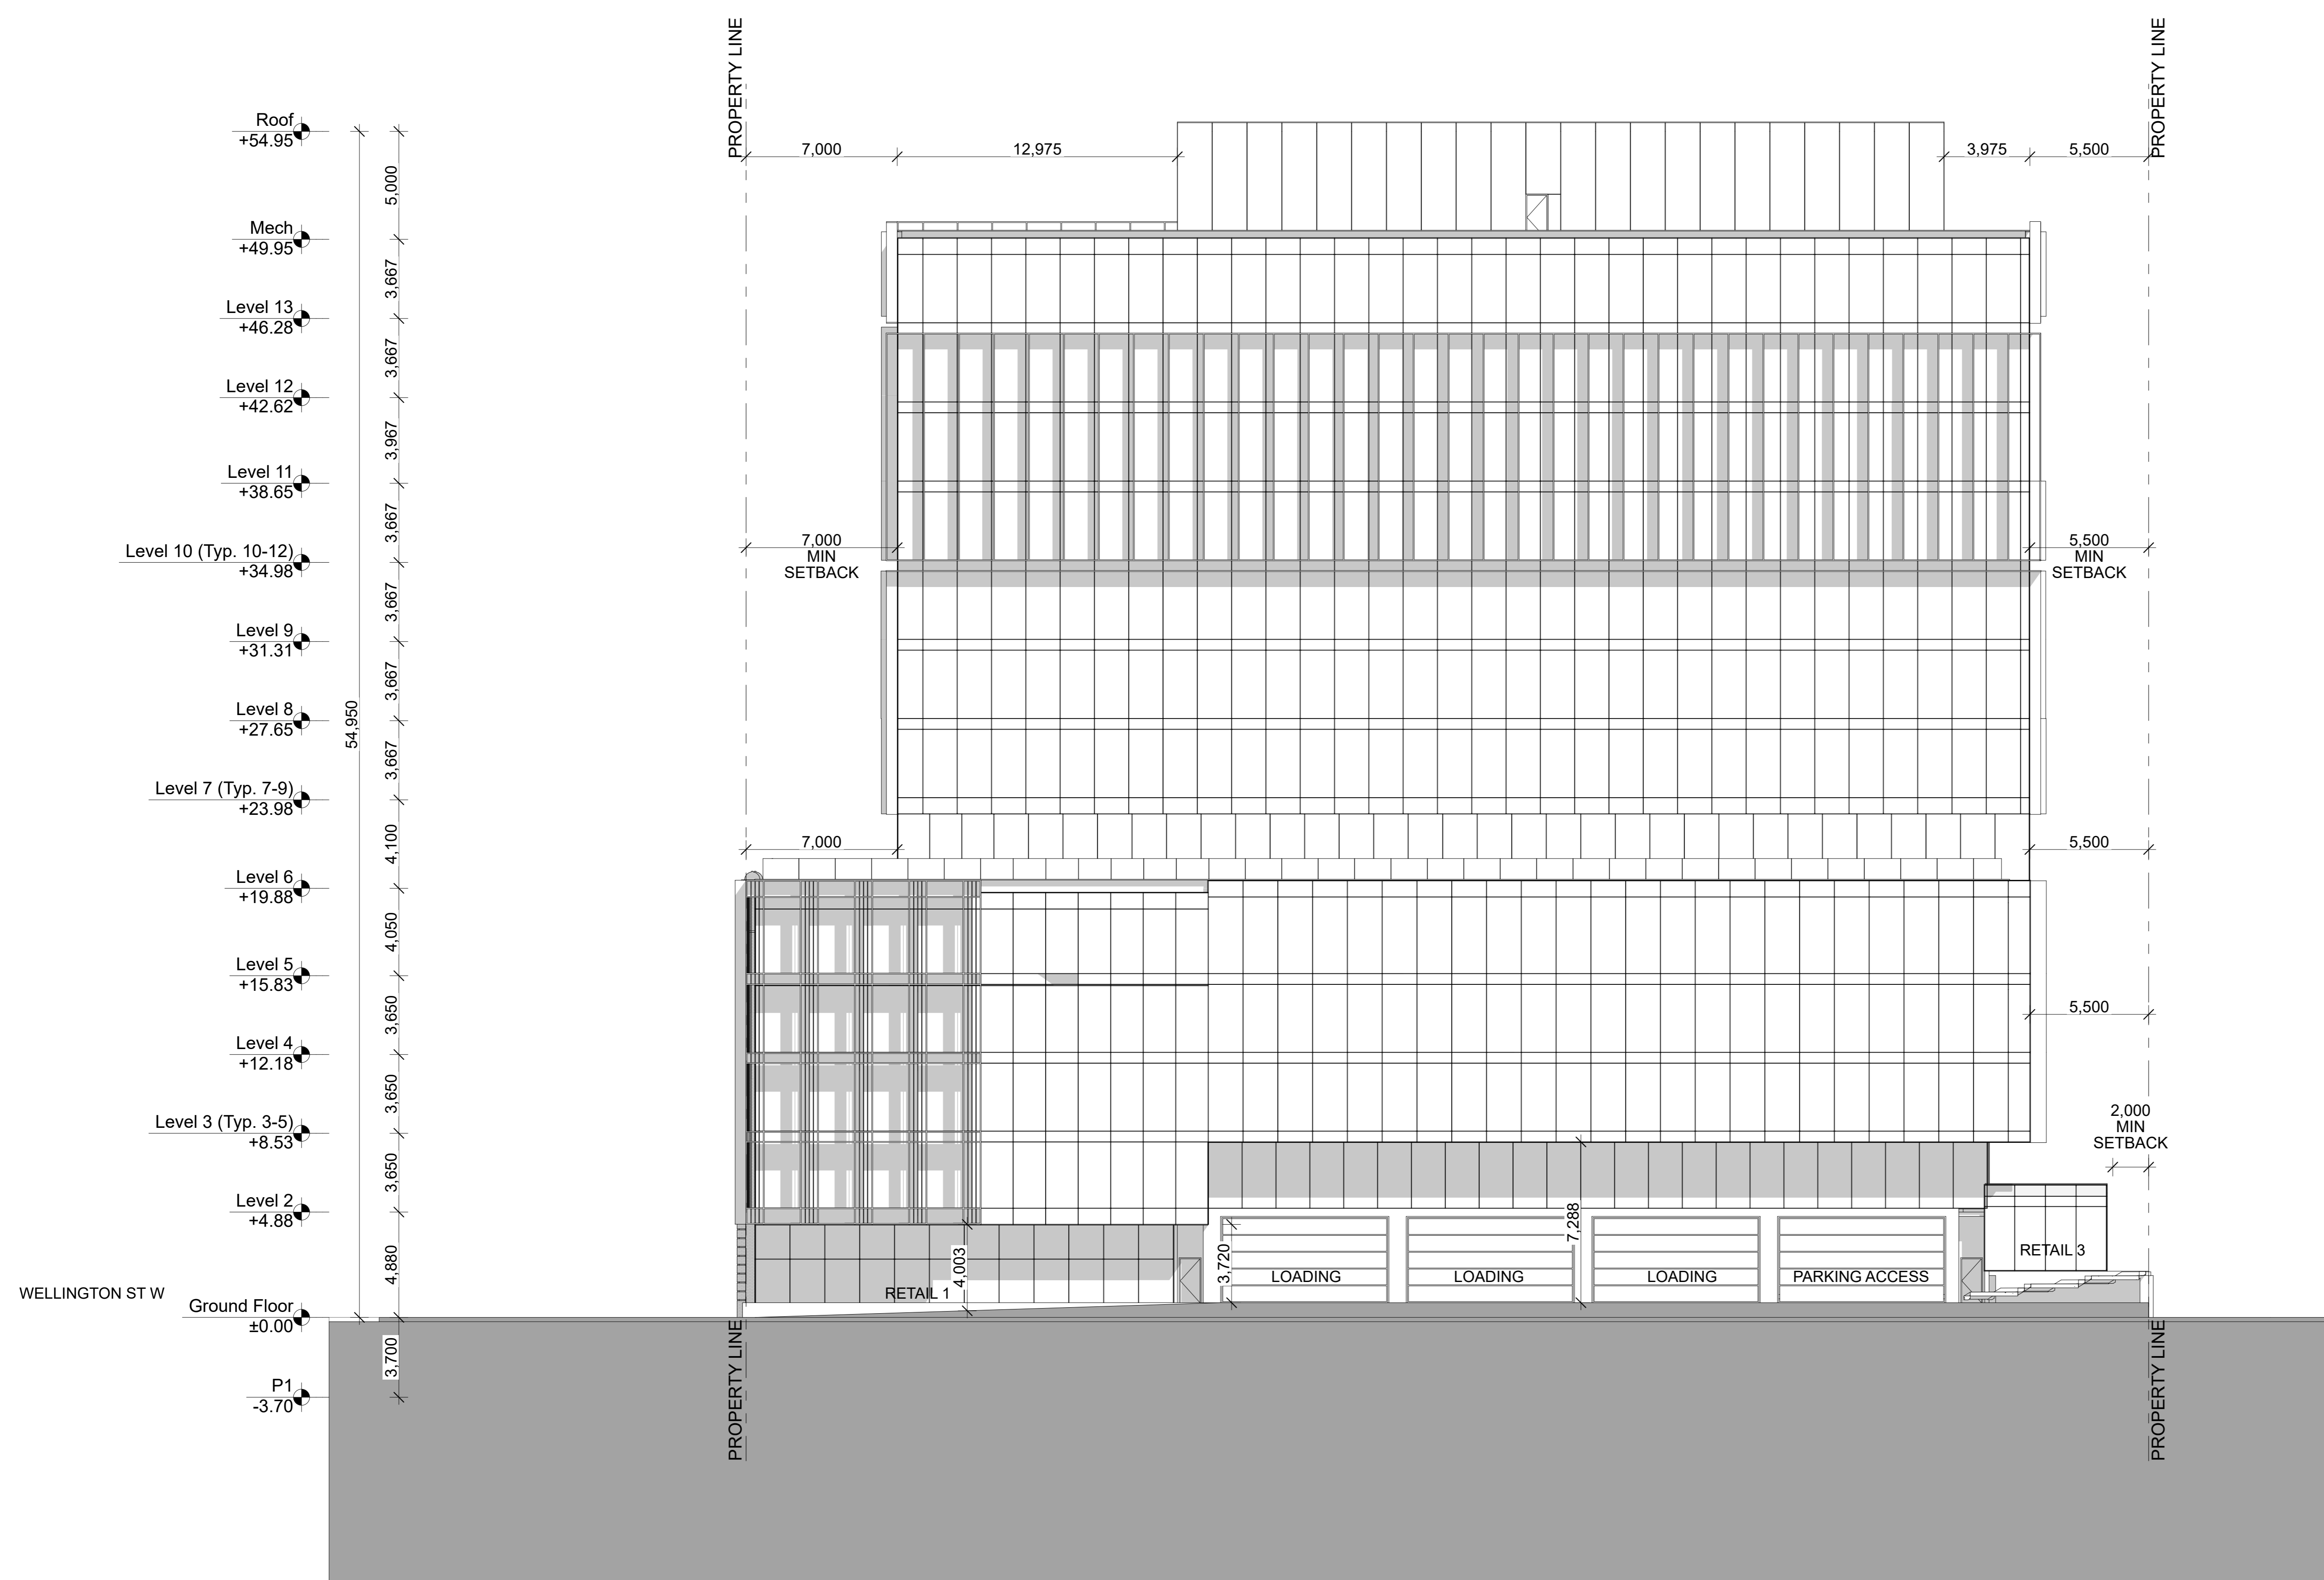 PROPERTY LINE
PROPERTY LINE
Roof
+54.95
7,000
12,975
3,975
5,500
5,000
Mech
+49.95
3,667
Level 13
+46.28
3,667
Level 12
+42.62
3,967
Level 11
+38.65
3,667
Level 10 (Typ. 10-12)
+34.98
7,000
MIN
SETBACK
5,500
MIN
SETBACK
3,667
Level 9
+31.31
3,667
Level 8
+27.65
54,950
3,667
Level 7 (Typ. 7-9)
+23.98
4,100
7,000
5,500
Level 6
+19.88
4,050
Level 5
+15.83
3,650
5,500
Level 4
+12.18
3,650
Level 3 (Typ. 3-5)
+8.53
2,000
MIN
SETBACK
3,650
Level 2
+4.88
4,880
4,003
3,720
7,288
RETAIL 3
LOADING
LOADING
LOADING
PARKING ACCESS
WELLINGTON ST W
RETAIL 1
Ground Floor
±0.00
3,700
PROPERTY LINE
PROPERTY LINE
P1
-3.70